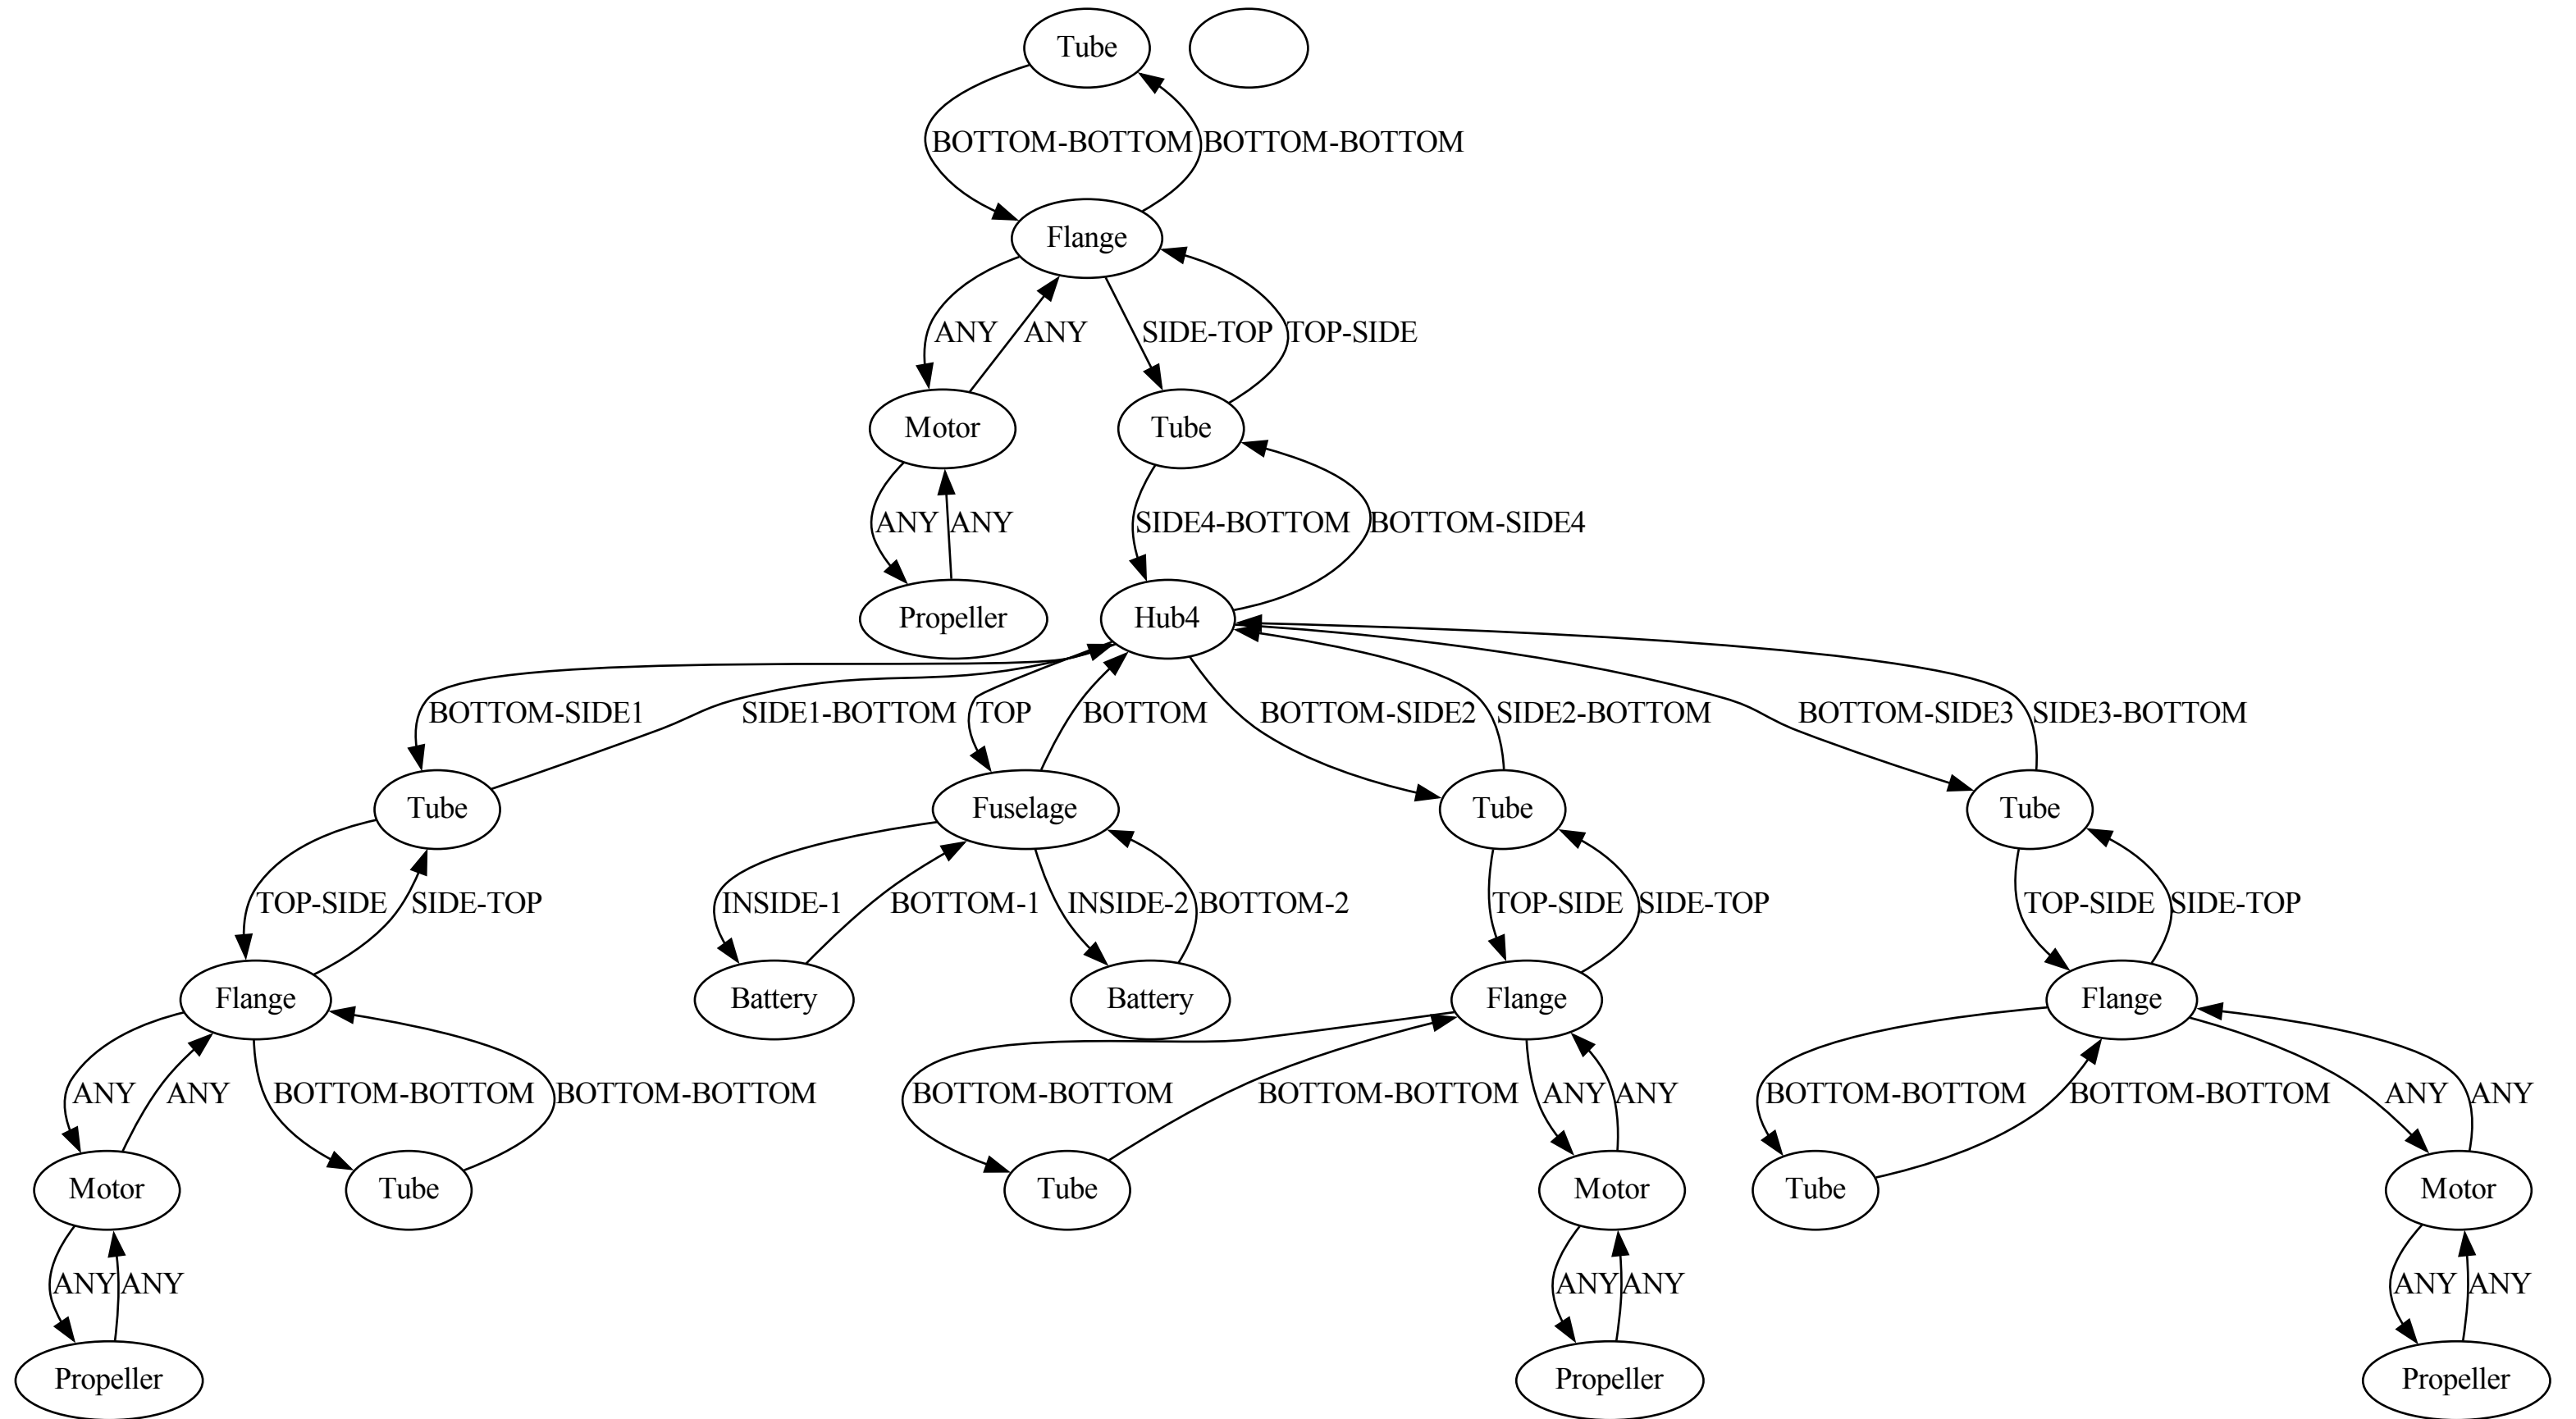 Tube
BOTTOM-BOTTOM BOTTOM-BOTTOM
Flange
ANY ANY SIDE-TOP TOP-SIDE
Motor Tube
ANY ANY SIDE4-BOTTOM BOTTOM-SIDE4
Propeller Hub4
BOTTOM-SIDE1 SIDE1-BOTTOM TOP BOTTOM BOTTOM-SIDE2 SIDE2-BOTTOM BOTTOM-SIDE3 SIDE3-BOTTOM
Tube Fuselage Tube Tube
TOP-SIDE SIDE-TOP INSIDE-1 BOTTOM-1 INSIDE-2 BOTTOM-2 TOP-SIDE SIDE-TOP TOP-SIDE SIDE-TOP
Flange Battery Battery Flange Flange
ANY ANY BOTTOM-BOTTOM BOTTOM-BOTTOM BOTTOM-BOTTOM BOTTOM-BOTTOM ANY ANY BOTTOM-BOTTOM BOTTOM-BOTTOM ANY ANY
Motor Tube Tube Motor Tube Motor
ANY ANY ANY ANY ANY ANY
Propeller Propeller Propeller